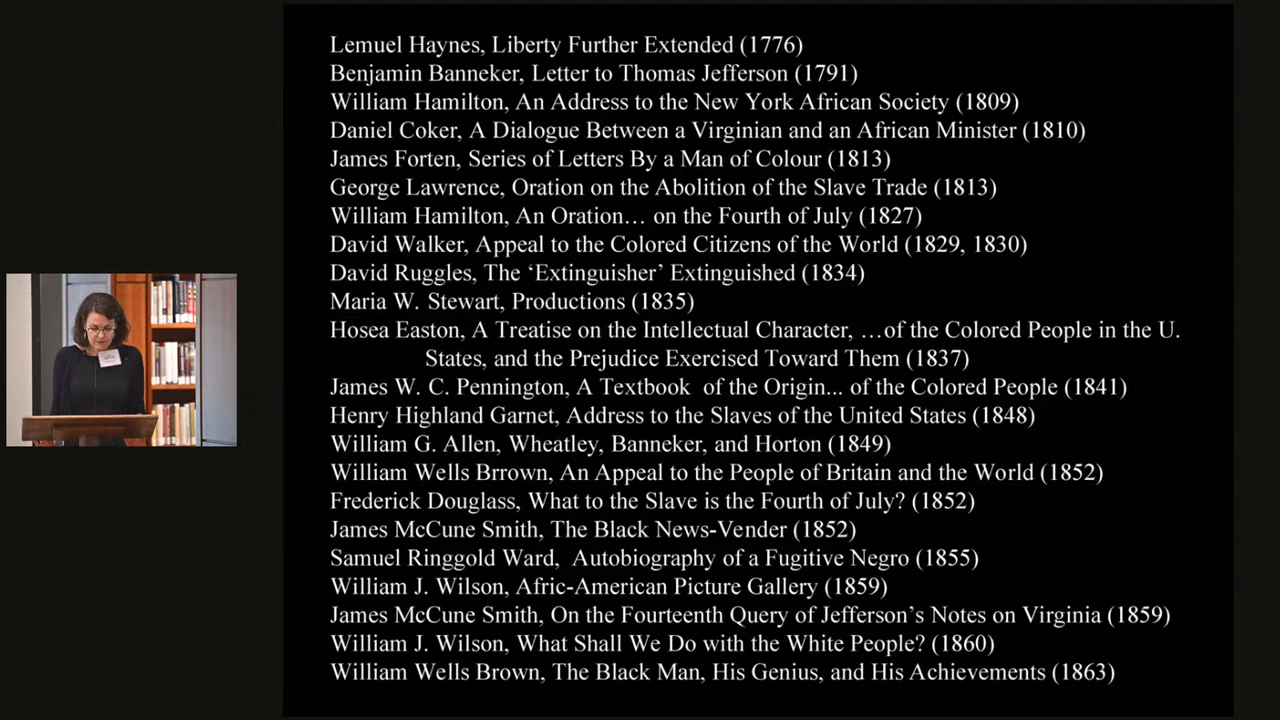 Lemuel Haynes, Liberty Further Extended (1776)
Benjamin Banneker, Letter to Thomas Jefferson (1791)
William Hamilton, An Address to the New York African Society (1809)
Daniel Coker, A Dialogue Between a Virginian and an African Minister (1810)
James Forten, Series of Letters By a Man of Colour (1813)
George Lawrence, Oration on the Abolition of the Slave Trade (1813)
William Hamilton, An Oration… on the Fourth of July (1827)
David Walker, Appeal to the Colored Citizens of the World (1829, 1830)
David Ruggles, The ‘Extinguisher’ Extinguished (1834)
Maria W. Stewart, Productions (1835)
Hosea Easton, A Treatise on the Intellectual Character, …of the Colored People in the U.
States, and the Prejudice Exercised Toward Them (1837)
James W. C. Pennington, A Textbook of the Origin... of the Colored People (1841)
Henry Highland Garnet, Address to the Slaves of the United States (1848)
William G. Allen, Wheatley, Banneker, and Horton (1849)
William Wells Brrown, An Appeal to the People of Britain and the World (1852)
Frederick Douglass, What to the Slave is the Fourth of July? (1852)
James McCune Smith, The Black News-Vender (1852)
Samuel Ringgold Ward, Autobiography of a Fugitive Negro (1855)
William J. Wilson, Afric-American Picture Gallery (1859)
James McCune Smith, On the Fourteenth Query of Jefferson’s Notes on Virginia (1859)
William J. Wilson, What Shall We Do with the White People? (1860)
William Wells Brown, The Black Man, His Genius, and His Achievements (1863)